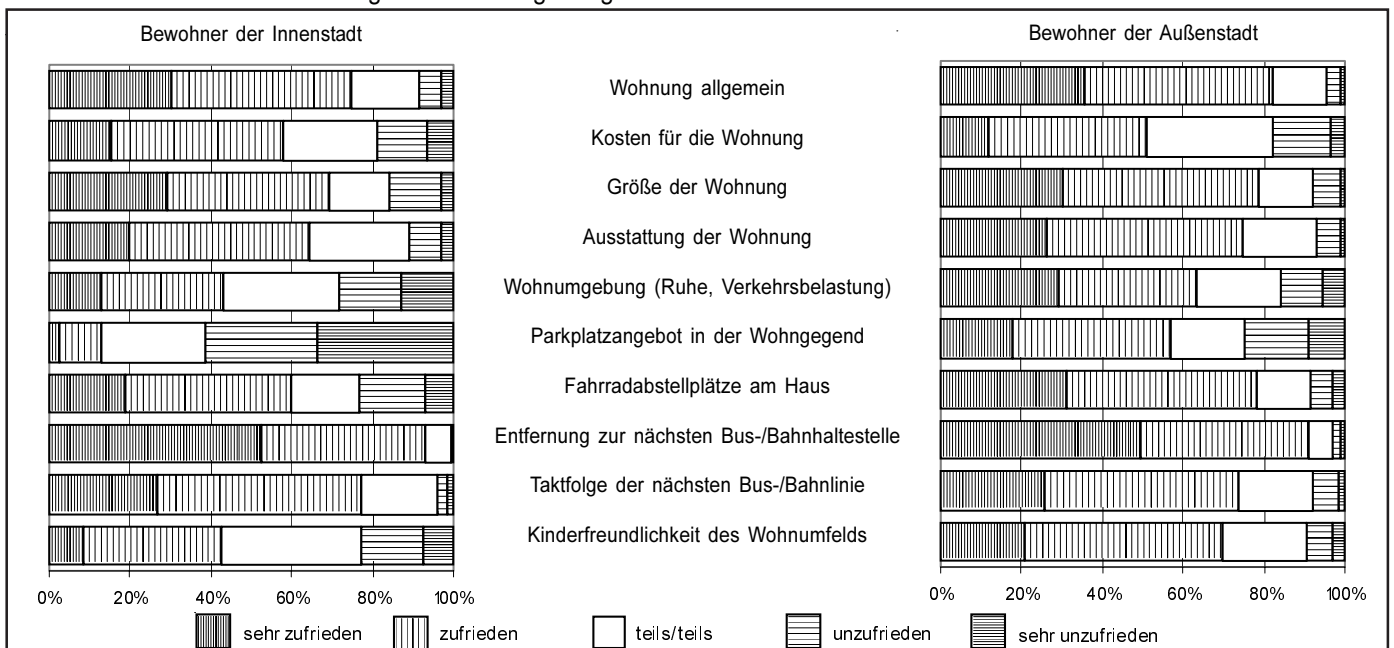 Bewohner der Innenstadt
Bewohner der Außenstadt
Wohnung allgemein
Kosten für die Wohnung
Größe der Wohnung
Ausstattung der Wohnung
Wohnumgebung (Ruhe, Verkehrsbelastung)
Parkplatzangebot in der Wohngegend
Fahrradabstellplätze am Haus
Entfernung zur nächsten Bus-/Bahnhaltestelle
Taktfolge der nächsten Bus-/Bahnlinie
Kinderfreundlichkeit des Wohnumfelds
0% 20% 40% 60% 80% 100%
0% 20% 40% 60% 80% 100%
sehr zufrieden zufrieden teils/teils unzufrieden sehr unzufrieden